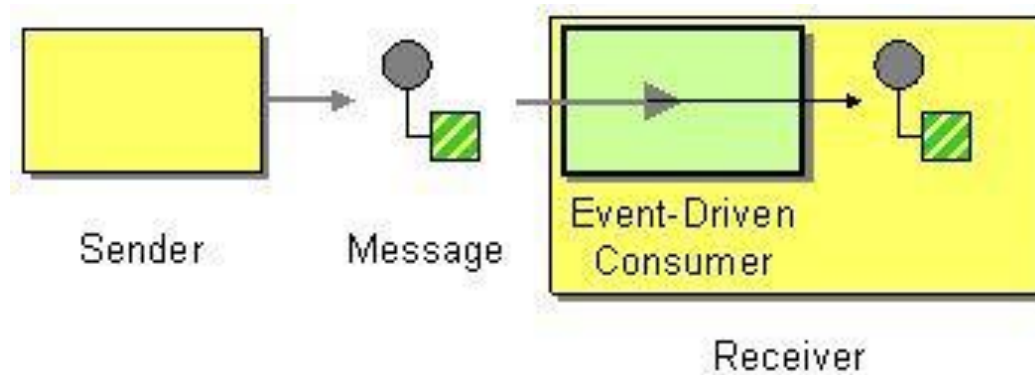 Sender
Message
Event-Driven
Consumer
Receiver